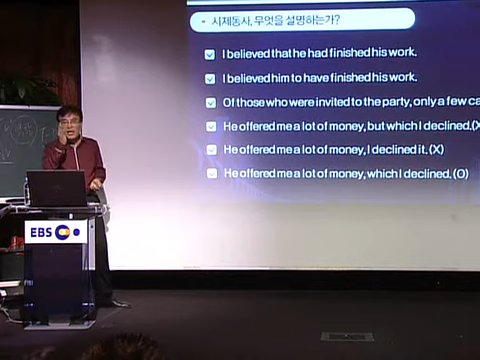 시제동사, 무엇을 설명하는가?
I believed that he had finished his work.
I believed him to have finished his work.
Of those who were invited to the party, only a few
He offered me a lot of money, but which I declined.(X
He offered me a lot of money, I declined it. (X)
He offered me a lot of money, which I declined. (O)
EBS